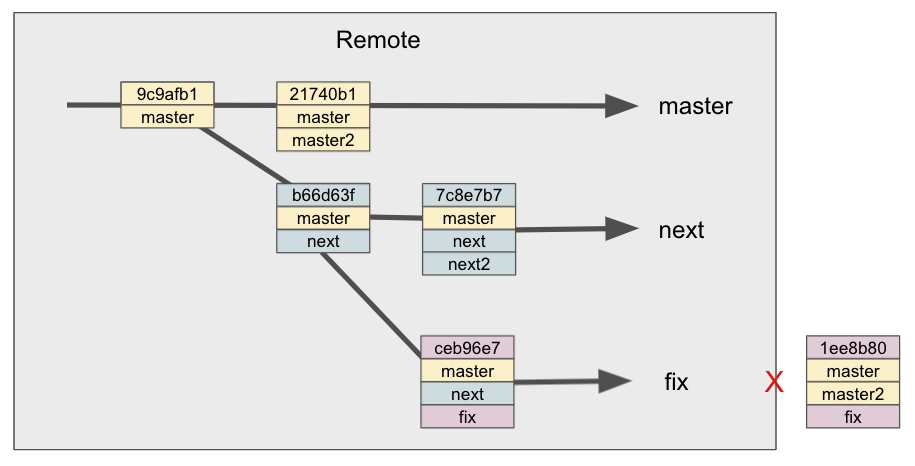 Remote
9c9afb1
master
21740b1
master
master2
master
b66d63f
master
next
7c8e7b7
master
next
next2
next
ceb96e7
master
next
fix
fix
X
1ee8b80
master
master2
fix